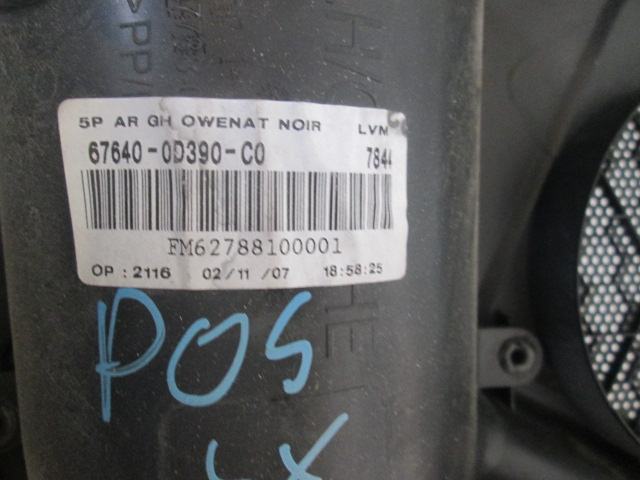 >PP/
5P AR GH OWENAT NOIR LVM
67640-0D390-C0 7844
FM62788100001
OP : 2116 02/11 /07 18:58:25
POS